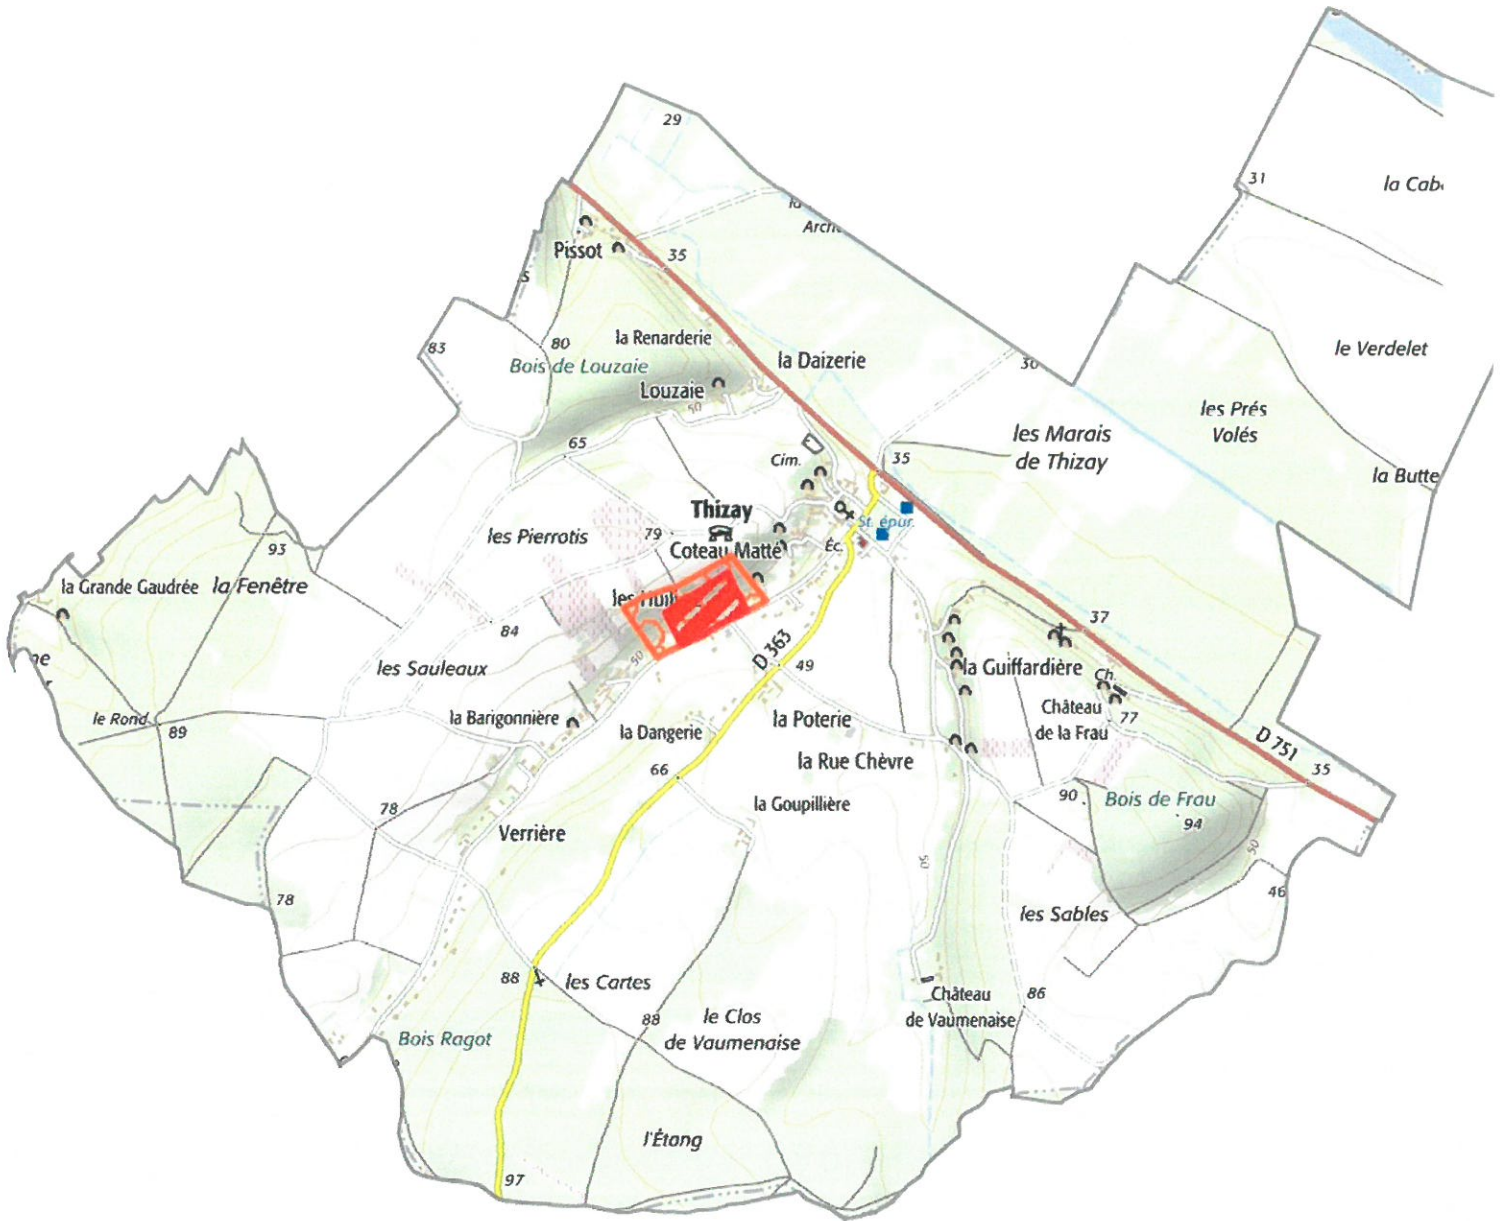 29
31
la Cab
Arch
Pissot
35
la Renarderie
83
80
la Daizerie
Bois de Louzaie
le Verdelet
30
Louzaie
50
les Prés
Volés
les Marais
de Thizay
65
Cim.
35
la Butte
Thizay
les Pierrotis
79
St. épur.
Coteau Matté
Éc.
93
la Grande Gaudrée
la Fenêtre
les Huil
84
37
D 363
50
49
les Sauleaux
la Guiffardière
Ch.
Château
de la Frau
77
le Rond
89
la Barigonnière
la Dangerie
la Poterie
D 751
la Rue Chèvre
66
35
78
la Goupillière
90
Bois de Frau
94
Verrière
50
50
46
78
les Sables
88
les Cartes
Château
de Vaumenaise
86
88
le Clos
de Vaumenaise
Bois Ragot
l'Étang
97